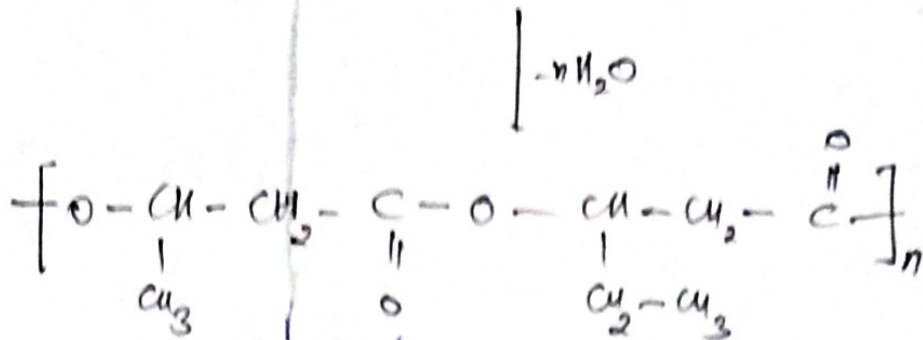 -nH₂O
O
[O-CH-CH₂-C-O-CH-CH₂-C]n
CH₃ O CH₂-CH₃